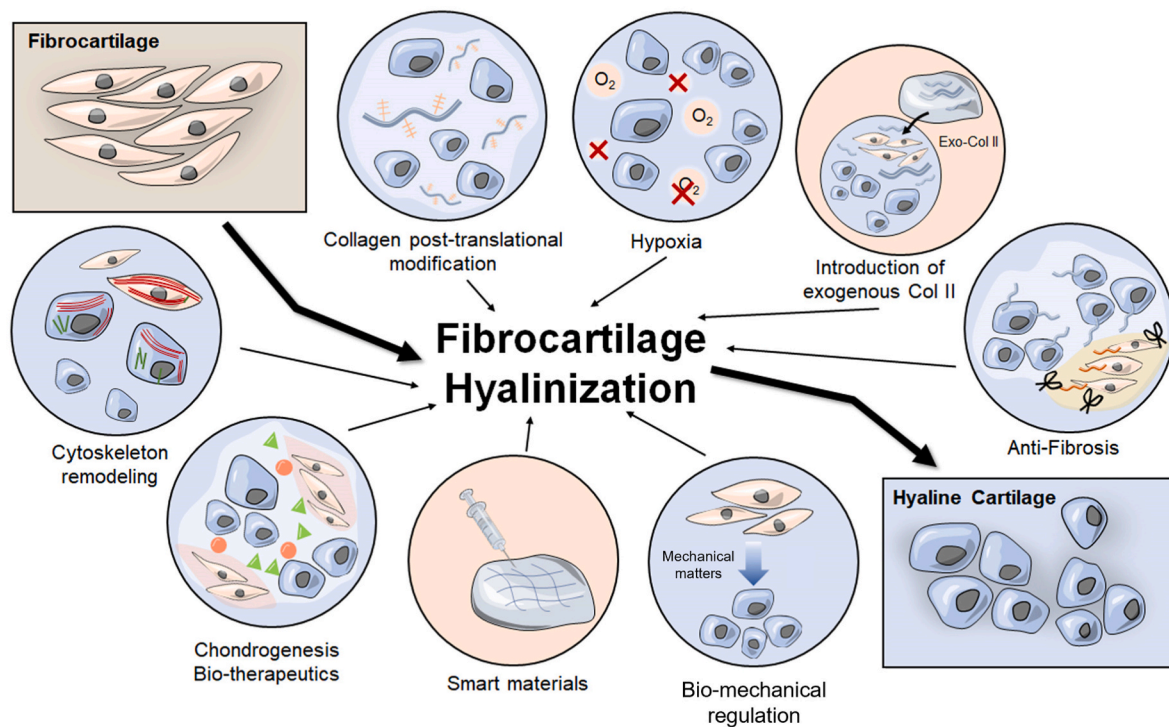 Fibrocartilage
O2
O2
O2
Exo-Col II
Collagen post-translational
modification
Hypoxia
Introduction of
exogenous Col II
Fibrocartilage
Hyalinization
Cytoskeleton
remodeling
Anti-Fibrosis
Hyaline Cartilage
Mechanical
matters
Chondrogenesis
Bio-therapeutics
Smart materials
Bio-mechanical
regulation